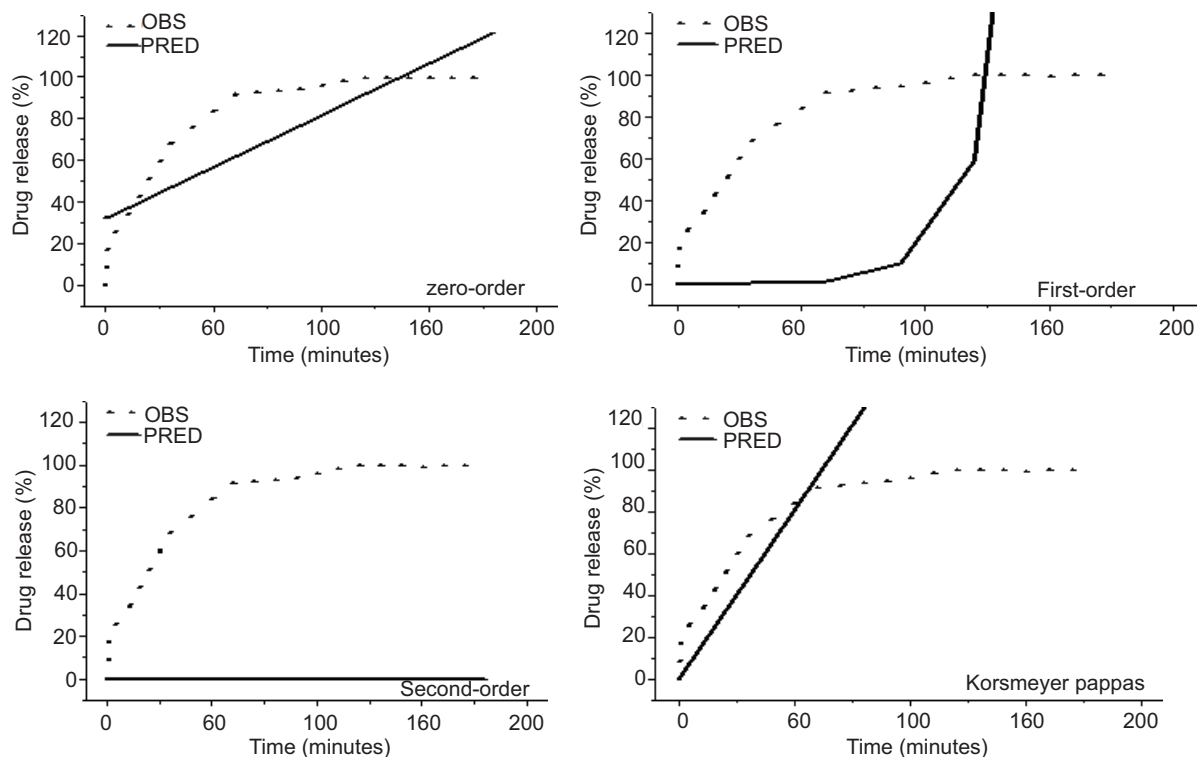 OBS
PRED
120
100
80
60
40
20
0
Drug release (%)
zero-order
0 60 100 160 200
Time (minutes)
OBS
PRED
120
100
80
60
40
20
0
Drug release (%)
First-order
0 60 100 160 200
Time (minutes)
OBS
PRED
120
100
80
60
40
20
0
Drug release (%)
Second-order
0 60 100 160 200
Time (minutes)
OBS
PRED
120
100
80
60
40
20
0
Drug release (%)
Korsmeyer pappas
0 60 100 160 200
Time (minutes)